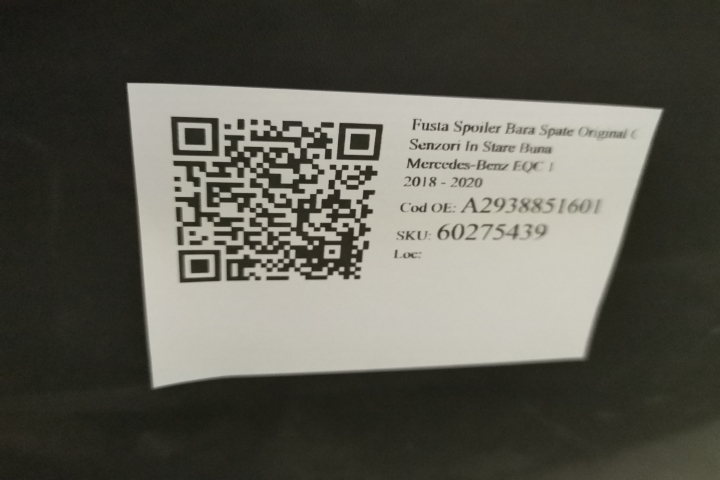 Fusta Spoiler Bara Spate Original C
Senzori In Stare Buna
Mercedes-Benz EQC 1
2018 - 2020
Cod OE: A2938851601
SKU: 60275439
Loc: